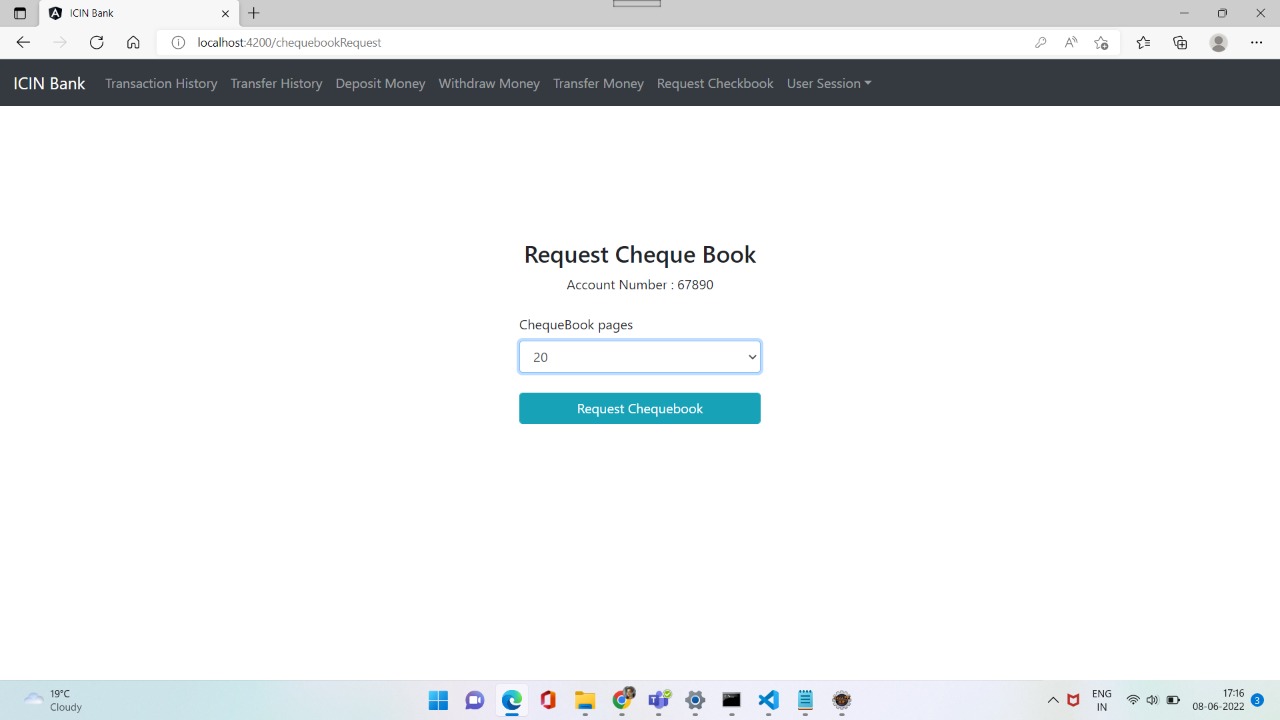 ICIN Bank
localhost:4200/chequebookRequest
ICIN Bank Transaction History Transfer History Deposit Money Withdraw Money Transfer Money Request Checkbook User Session
Request Cheque Book
Account Number : 67890
ChequeBook pages
20
Request Chequebook
19°C
Cloudy
ENG
IN
17:16
08-06-2022
3